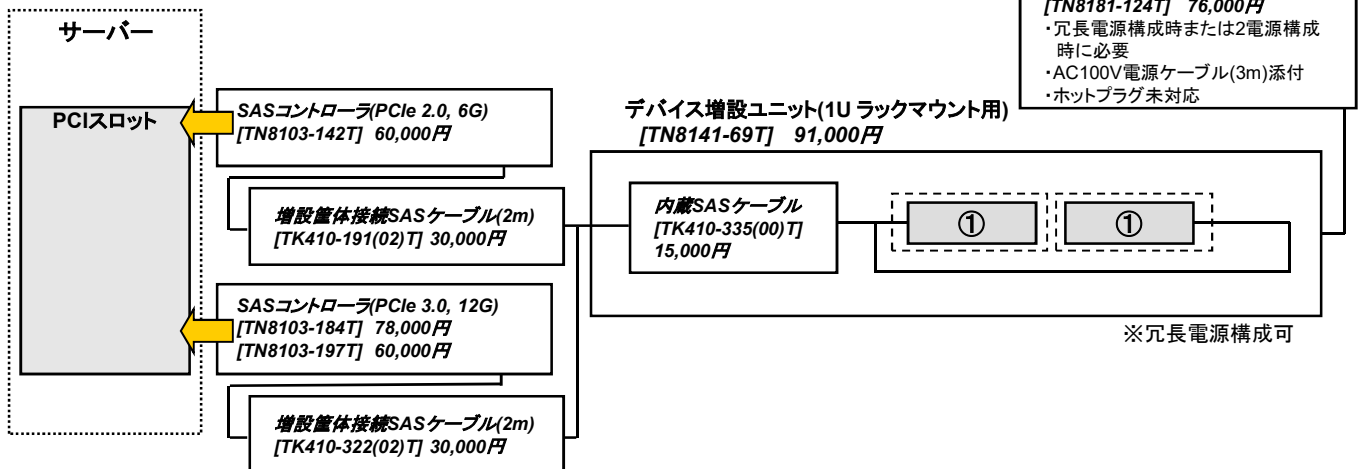 [TN8181-124T] 76,000円
・冗長電源構成時または2電源構成
時に必要
・AC100V電源ケーブル(3m)添付
・ホットプラグ未対応
サーバー
PCIスロット
SASコントローラ(PCIe 2.0, 6G)
[TN8103-142T] 60,000円
増設筐体接続SASケーブル(2m)
[TK410-191(02)T] 30,000円
SASコントローラ(PCIe 3.0, 12G)
[TN8103-184T] 78,000円
[TN8103-197T] 60,000円
増設筐体接続SASケーブル(2m)
[TK410-322(02)T] 30,000円
デバイス増設ユニット(1U ラックマウント用)
[TN8141-69T] 91,000円
内蔵SASケーブル
[TK410-335(00)T]
15,000円
① ①
※冗長電源構成可